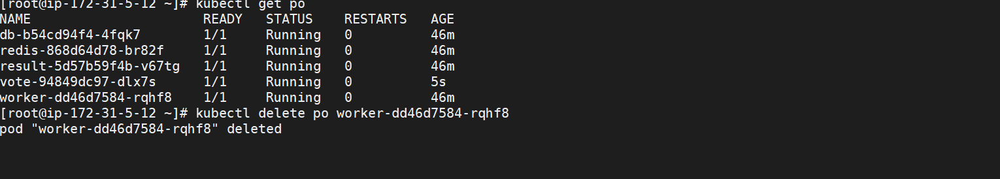 [root@ip-172-31-5-12 ~]# kubectl get po
NAME                      READY   STATUS    RESTARTS   AGE
db-b54cd94f4-4fqk7        1/1     Running   0          46m
redis-868d64d78-br82f     1/1     Running   0          46m
result-5d57b59f4b-v67tg   1/1     Running   0          46m
vote-94849dc97-dlx7s      1/1     Running   0          5s
worker-dd46d7584-rqhf8    1/1     Running   0          46m
[root@ip-172-31-5-12 ~]# kubectl delete po worker-dd46d7584-rqhf8
pod "worker-dd46d7584-rqhf8" deleted